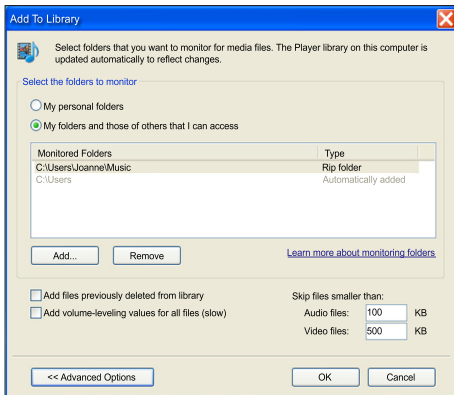 Add To Library
Select folders that you want to monitor for media files. The Player library on this computer is
updated automatically to reflect changes.
Select the folders to monitor
My personal folders
My folders and those of others that I can access
Monitored Folders Type
C:\Users\Joanne\Music Rip folder
C:\Users Automatically added
Add... Remove Learn more about monitoring folders
Add files previously deleted from library Skip files smaller than:
Add volume-leveling values for all files (slow) Audio files: 100 KB
Video files: 500 KB
<< Advanced Options OK Cancel